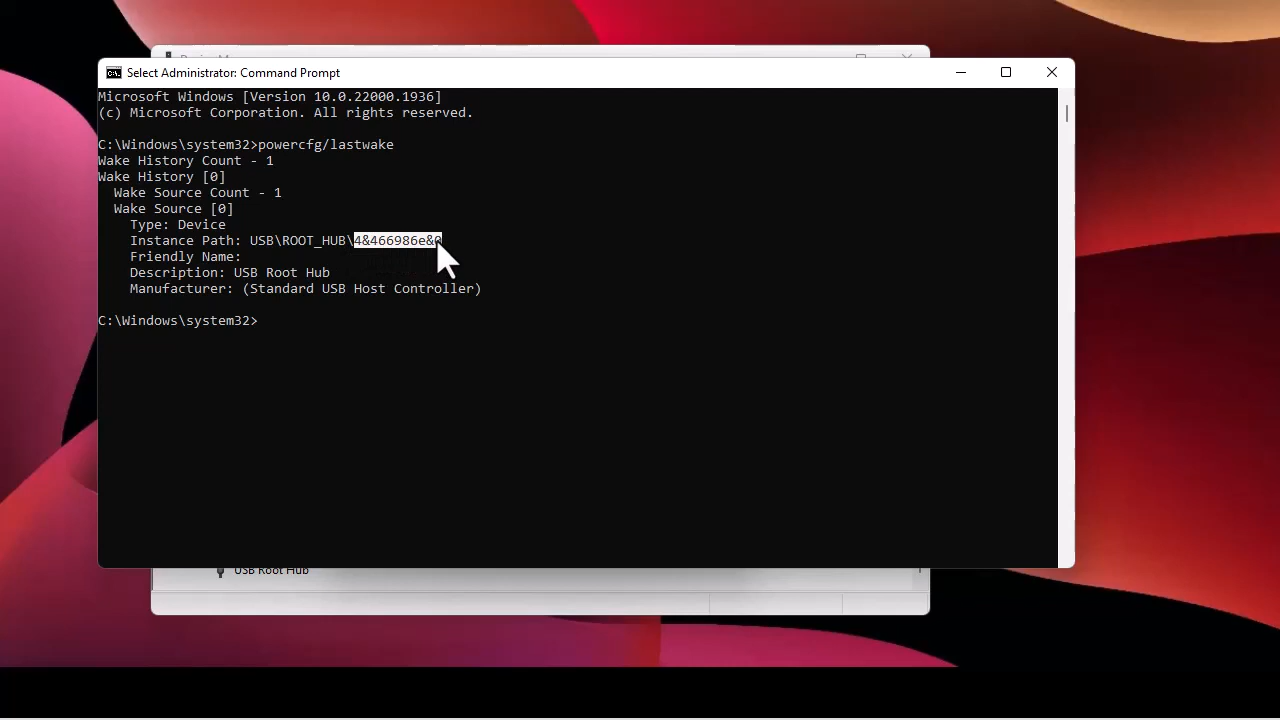 Select Administrator: Command Prompt
Microsoft Windows [Version 10.0.22000.1936]
(c) Microsoft Corporation. All rights reserved.
C:\Windows\system32>powercfg/lastwake
Wake History Count - 1
Wake History [0]
Wake Source Count - 1
Wake Source [0]
Type: Device
Instance Path: USB\ROOT_HUB\4&466986e&0
Friendly Name:
Description: USB Root Hub
Manufacturer: (Standard USB Host Controller)
C:\Windows\system32>
USB Root Hub